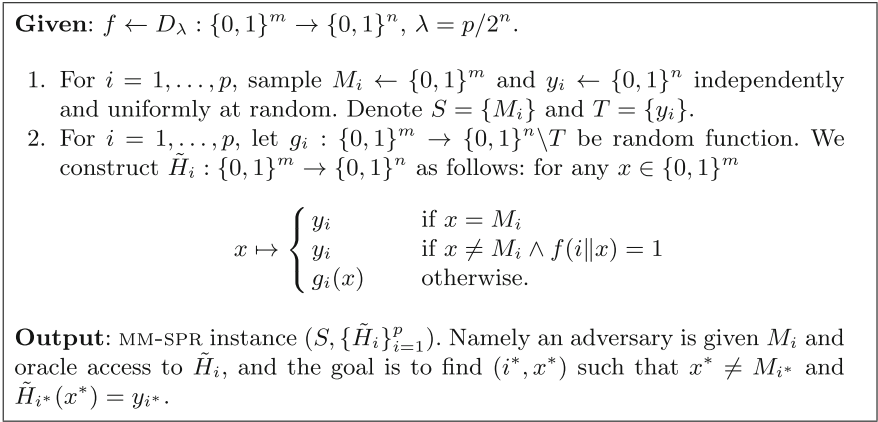 Given: f ← D_λ : {0, 1}^m → {0, 1}^n, λ = p/2^n.
1. For i = 1, . . . , p, sample M_i ← {0, 1}^m and y_i ← {0, 1}^n independently
and uniformly at random. Denote S = {M_i} and T = {y_i}.
2. For i = 1, . . . , p, let g_i : {0, 1}^m → {0, 1}^n\T be random function. We
construct H̃_i : {0, 1}^m → {0, 1}^n as follows: for any x ∈ {0, 1}^m
x ↦ { y_i if x = M_i
y_i if x ≠ M_i ∧ f(i‖x) = 1
g_i(x) otherwise.
Output: MM-SPR instance (S, {H̃_i}_{i=1}^p). Namely an adversary is given M_i and
oracle access to H̃_i, and the goal is to find (i*, x*) such that x* ≠ M_{i*} and
H̃_{i*}(x*) = y_{i*}.